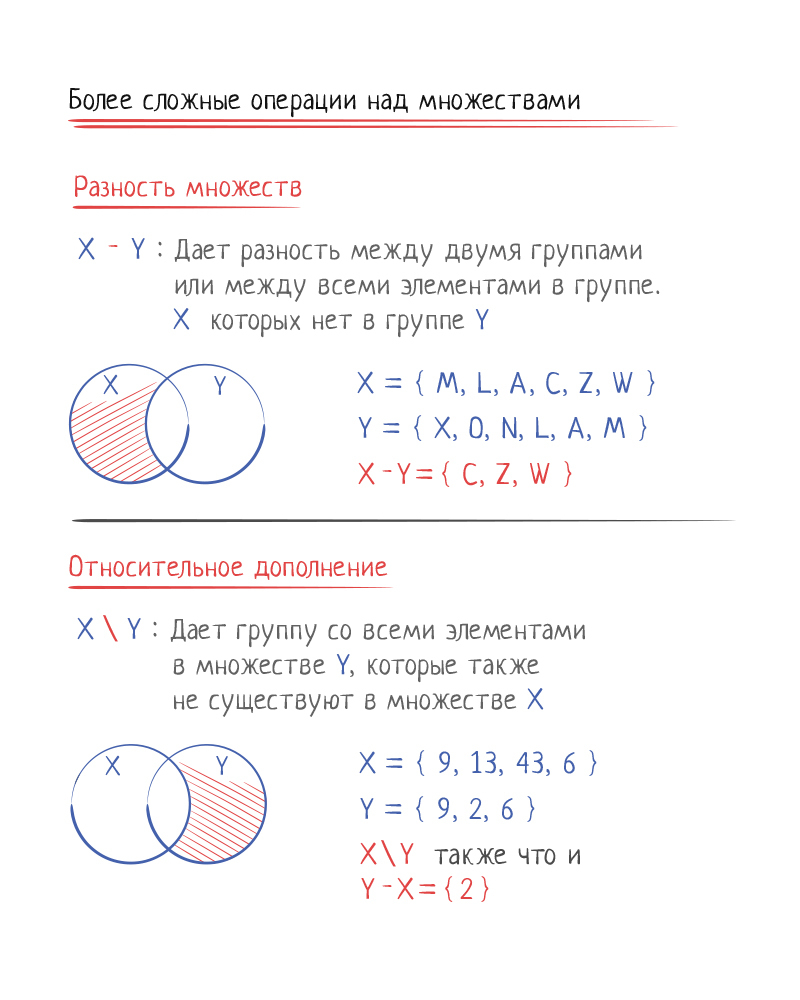 Более сложные операции над множествами
Разность множеств
X - Y : Дает разность между двумя группами
или между всеми элементами в группе.
X которых нет в группе Y
X Y
X = { M, L, A, C, Z, W }
Y = { X, O, N, L, A, M }
X - Y = { C, Z, W }
Относительное дополнение
X \ Y : Дает группу со всеми элементами
в множестве Y, которые также
не существуют в множестве X
X Y
X = { 9, 13, 43, 6 }
Y = { 9, 2, 6 }
X\Y также что и
Y - X = { 2 }